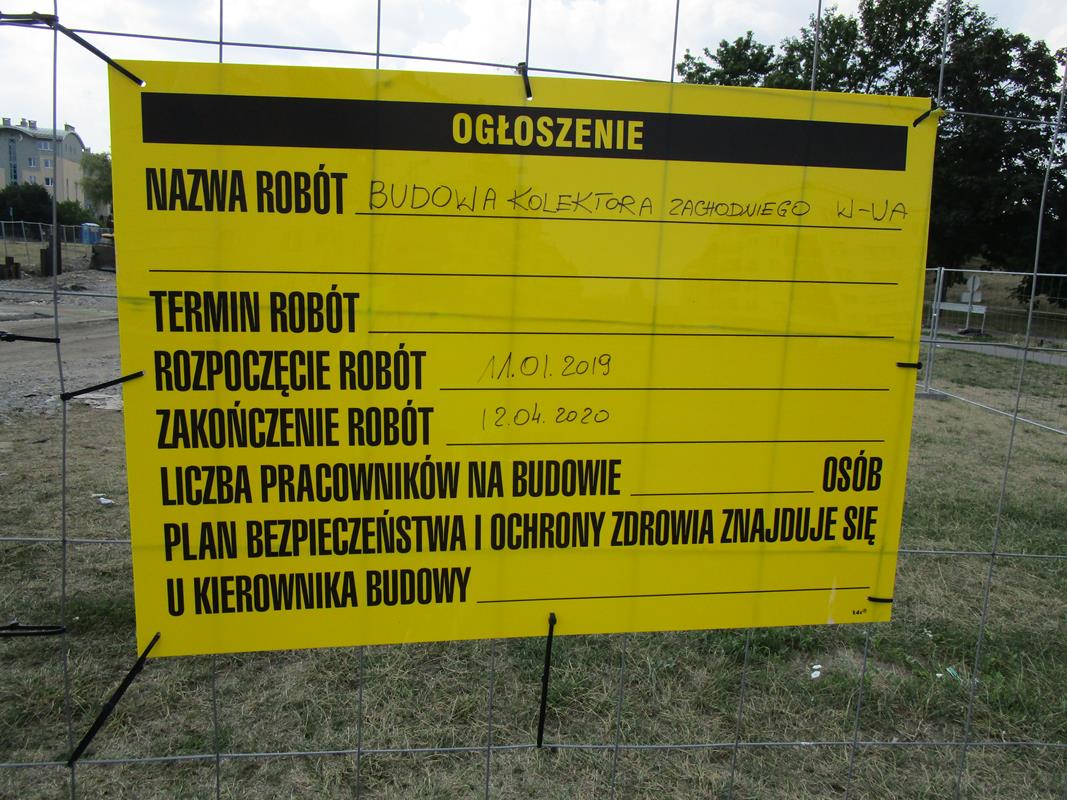 OGŁOSZENIE
NAZWA ROBÓT BUDOWA KOLEKTORA ZACHODNIEGO W-WA
TERMIN ROBÓT
ROZPOCZĘCIE ROBÓT 11.01.2019
ZAKOŃCZENIE ROBÓT 12.04.2020
LICZBA PRACOWNIKÓW NA BUDOWIE OSÓB
PLAN BEZPIECZEŃSTWA I OCHRONY ZDROWIA ZNAJDUJE SIĘ
U KIEROWNIKA BUDOWY